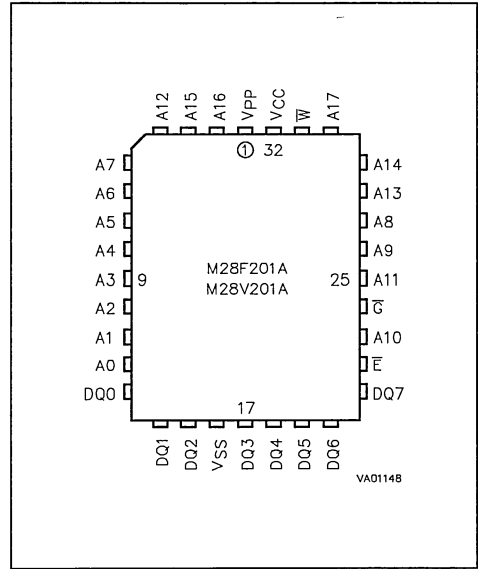 A12 A15 A16 VPP VCC W̅ A17
① 32
A7 A14
A6 A13
A5 A8
A4 A9
M28F201A
M28V201A
A3 9 25 A11
A2 G̅
A1 A10
A0 E̅
DQ0 DQ7
17
DQ1 DQ2 VSS DQ3 DQ4 DQ5 DQ6
VA01148